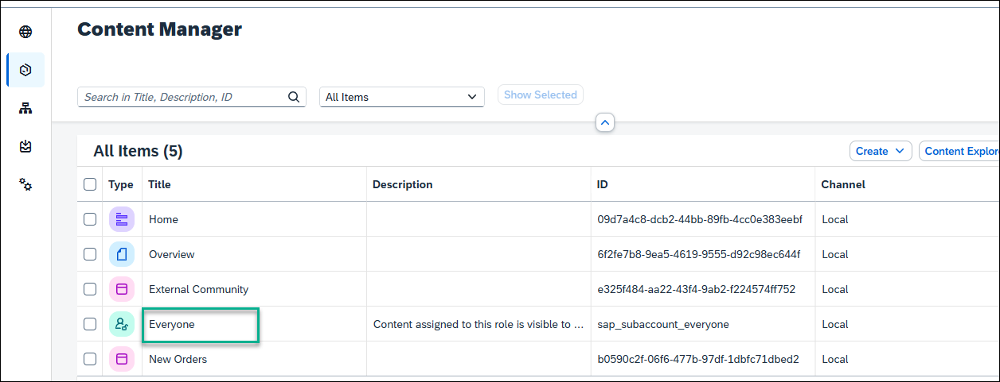 Content Manager
Search in Title, Description, ID
All Items
Show Selected
All Items (5)
Create
Content Explor
Type Title Description ID Channel
Home 09d7a4c8-dcb2-44bb-89fb-4cc0e383eebf Local
Overview 6f2fe7b8-9ea5-4619-9555-d92c98ec644f Local
External Community e325f484-aa22-43f4-9ab2-f224574ff752 Local
Everyone Content assigned to this role is visible to ... sap_subaccount_everyone Local
New Orders b0590c2f-06f6-477b-97df-1dbfc71dbed2 Local